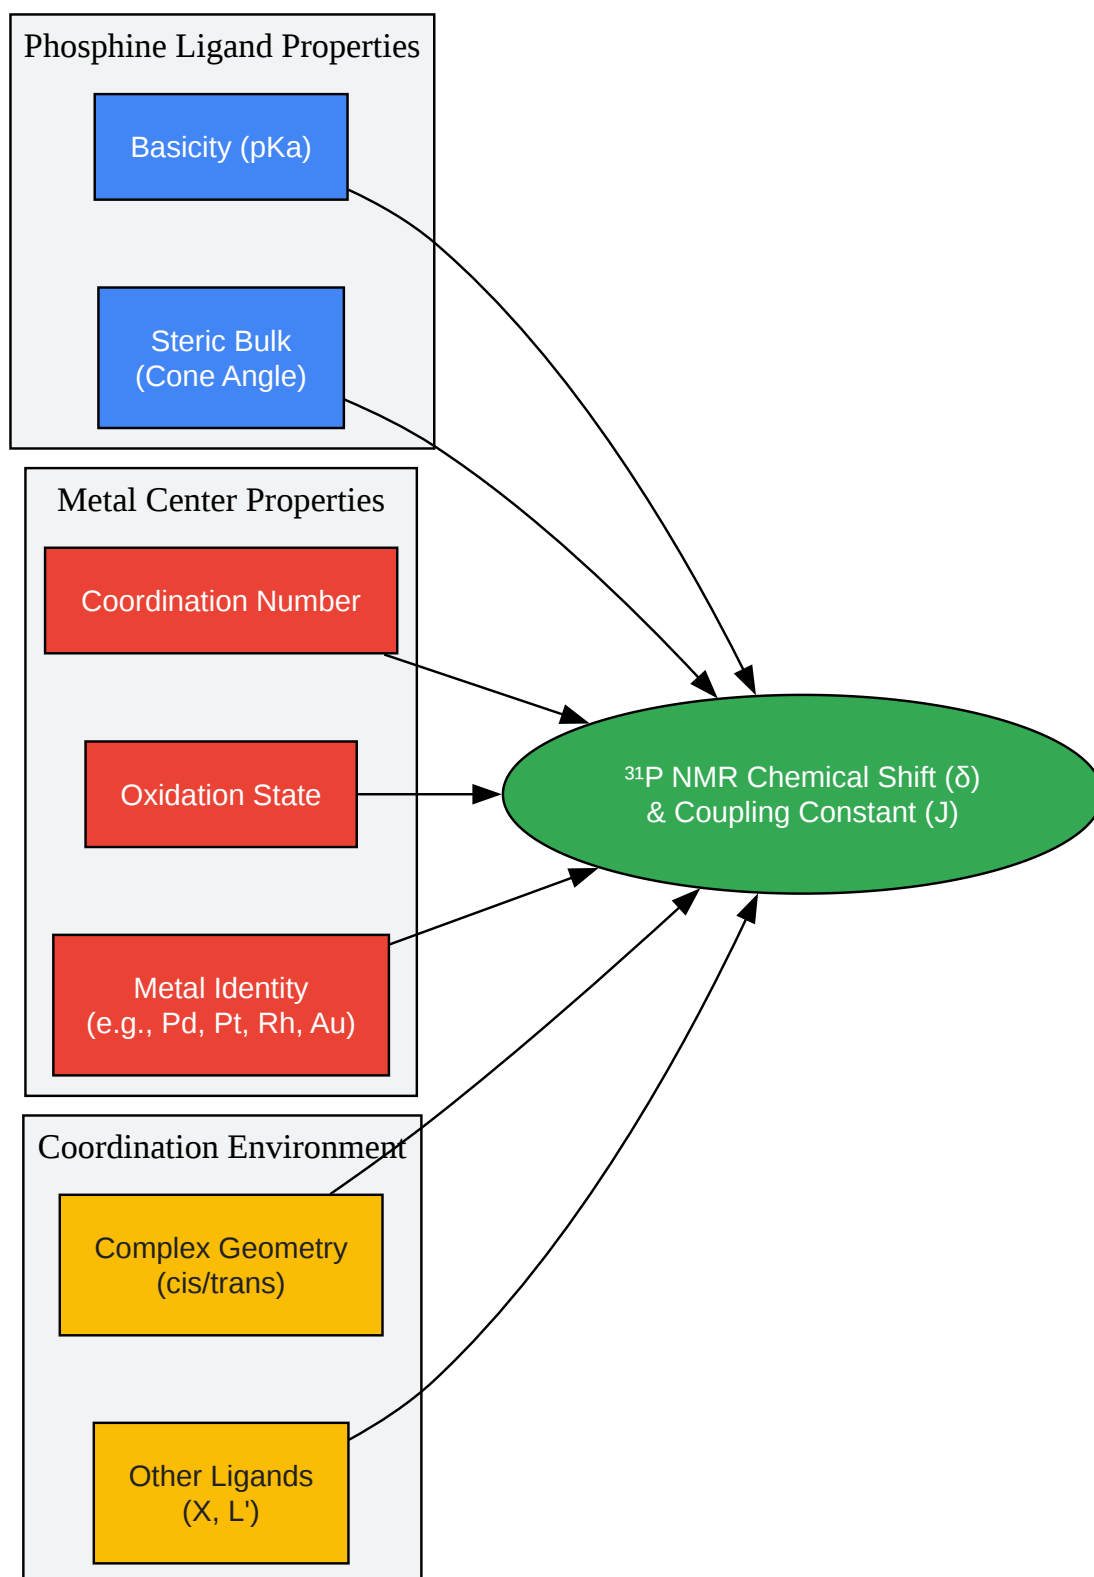 Phosphine Ligand Properties
Basicity (pKa)
Steric Bulk
(Cone Angle)
Metal Center Properties
Coordination Number
Oxidation State
Metal Identity
(e.g., Pd, Pt, Rh, Au)
³¹P NMR Chemical Shift (δ)
& Coupling Constant (J)
Coordination Environment
Complex Geometry
(cis/trans)
Other Ligands
(X, L')